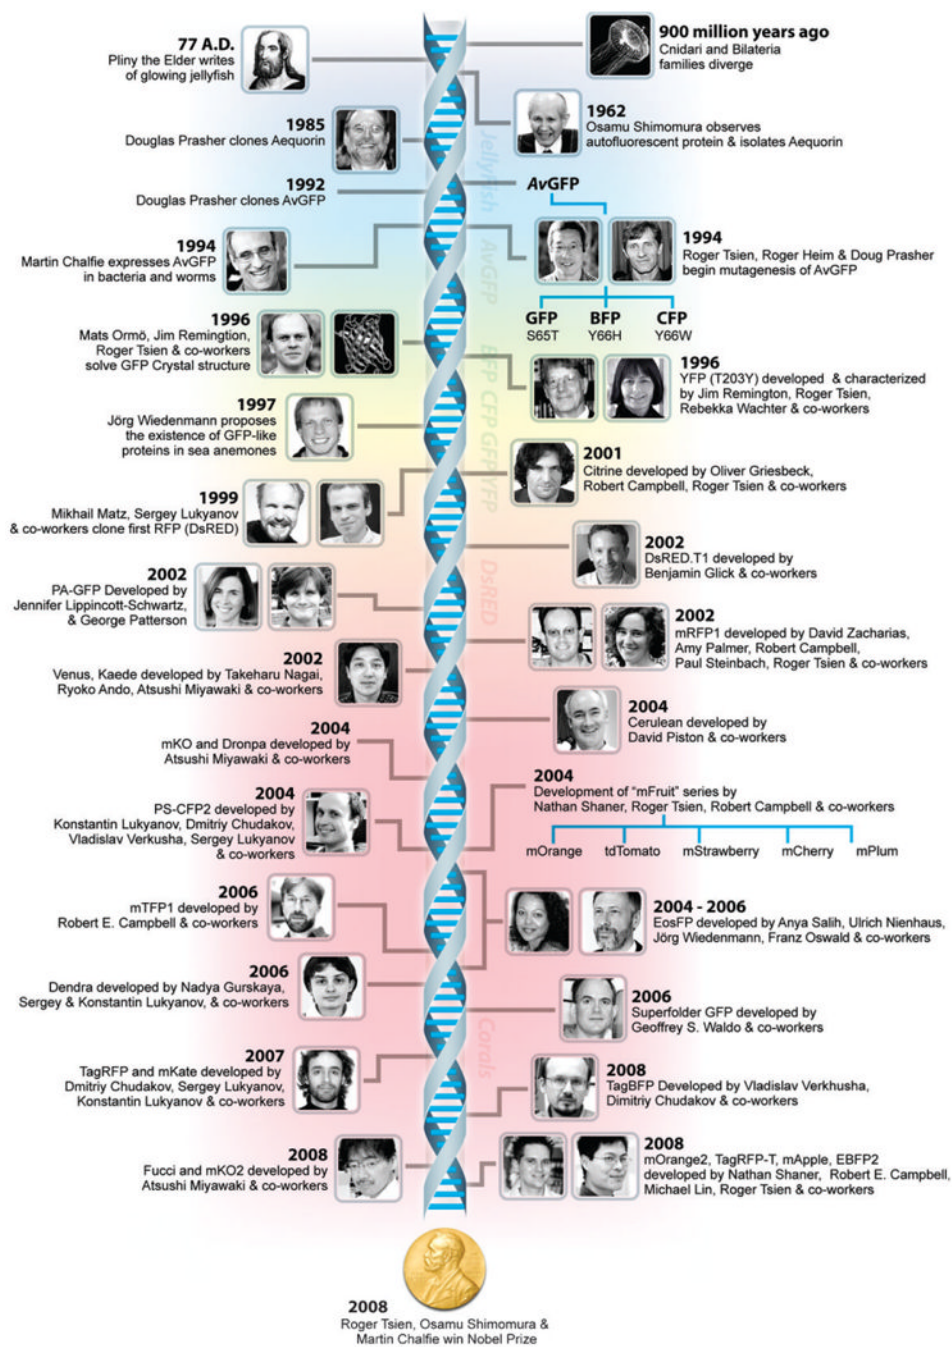 77 A.D.
Pliny the Elder writes
of glowing jellyfish
900 million years ago
Cnidari and Bilateria
families diverge
1985
Douglas Prasher clones Aequorin
1962
Osamu Shimomura observes
autofluorescent protein & isolates Aequorin
Jellyfish
1992
Douglas Prasher clones AvGFP
AvGFP
1994
Martin Chalfie expresses AvGFP
in bacteria and worms
1994
Roger Tsien, Roger Heim & Doug Prasher
begin mutagenesis of AvGFP
AvGFP
GFP BFP CFP
S65T Y66H Y66W
1996
Mats Ormö, Jim Remington,
Roger Tsien & co-workers
solve GFP Crystal structure
1996
YFP (T203Y) developed & characterized
by Jim Remington, Roger Tsien,
Rebekka Wachter & co-workers
BFP CFP GFP YFP
1997
Jörg Wiedenmann proposes
the existence of GFP-like
proteins in sea anemones
2001
Citrine developed by Oliver Griesbeck,
Robert Campbell, Roger Tsien & co-workers
1999
Mikhail Matz, Sergey Lukyanov
& co-workers clone first RFP (DsRED)
2002
DsRED.T1 developed by
Benjamin Glick & co-workers
DsRED
2002
PA-GFP Developed by
Jennifer Lippincott-Schwartz,
& George Patterson
2002
mRFP1 developed by David Zacharias,
Amy Palmer, Robert Campbell,
Paul Steinbach, Roger Tsien & co-workers
2002
Venus, Kaede developed by Takeharu Nagai,
Ryoko Ando, Atsushi Miyawaki & co-workers
2004
Cerulean developed by
David Piston & co-workers
2004
mKO and Dronpa developed by
Atsushi Miyawaki & co-workers
2004
Development of "mFruit" series by
Nathan Shaner, Roger Tsien, Robert Campbell & co-workers
mOrange tdTomato mStrawberry mCherry mPlum
2004
PS-CFP2 developed by
Konstantin Lukyanov, Dmitriy Chudakov,
Vladislav Verkusha, Sergey Lukyanov
& co-workers
2006
mTFP1 developed by
Robert E. Campbell & co-workers
2004 - 2006
EosFP developed by Anya Salih, Ulrich Nienhaus,
Jörg Wiedenmann, Franz Oswald & co-workers
2006
Dendra developed by Nadya Gurskaya,
Sergey & Konstantin Lukyanov, & co-workers
2006
Superfolder GFP developed by
Geoffrey S. Waldo & co-workers
Corals
2007
TagRFP and mKate developed by
Dmitriy Chudakov, Sergey Lukyanov,
Konstantin Lukyanov & co-workers
2008
TagBFP Developed by Vladislav Verkhusha,
Dimitriy Chudakov & co-workers
2008
Fucci and mKO2 developed by
Atsushi Miyawaki & co-workers
2008
mOrange2, TagRFP-T, mApple, EBFP2
developed by Nathan Shaner, Robert E. Campbell,
Michael Lin, Roger Tsien & co-workers
2008
Roger Tsien, Osamu Shimomura &
Martin Chalfie win Nobel Prize